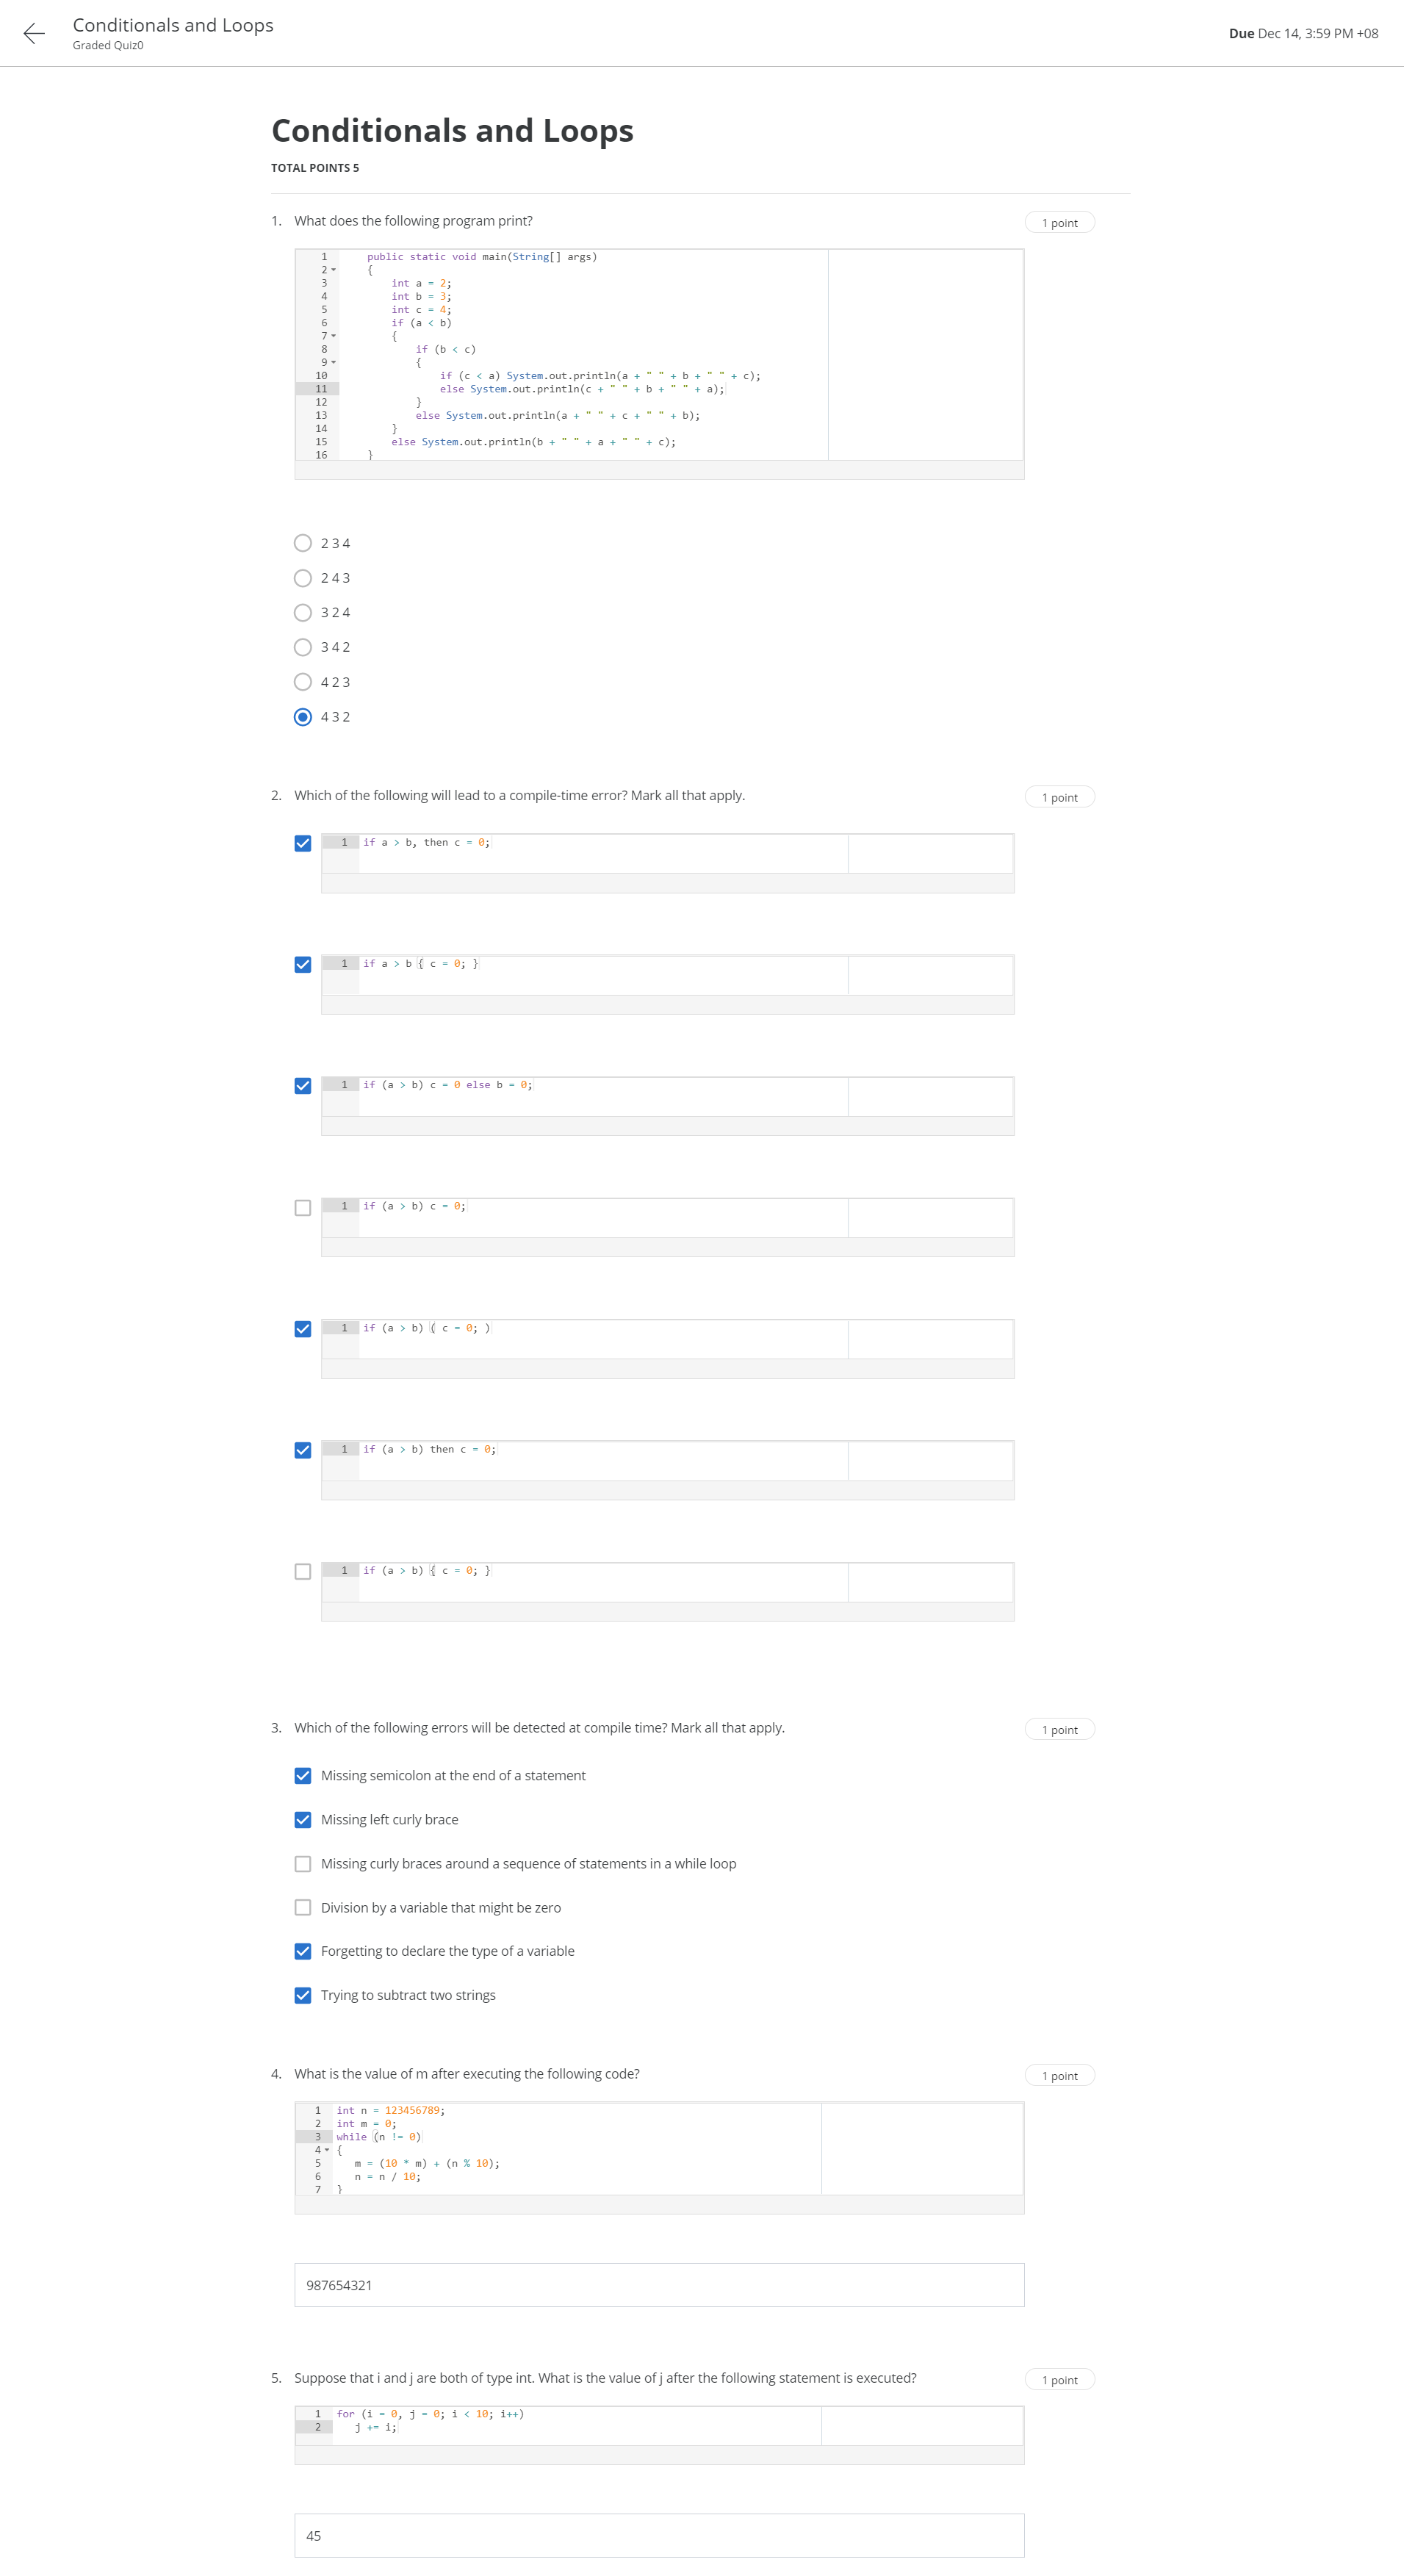 Conditionals and Loops
Graded Quiz0
Due Dec 14, 3:59 PM +08
Conditionals and Loops
TOTAL POINTS 5
1. What does the following program print?
1 point
1 public static void main(String[] args)
2 {
3 int a = 2;
4 int b = 3;
5 int c = 4;
6 if (a < b)
7 {
8 if (b < c)
9 {
10 if (c < a) System.out.println(a + " " + b + " " + c);
11 else System.out.println(c + " " + b + " " + a);
12 }
13 else System.out.println(a + " " + c + " " + b);
14 }
15 else System.out.println(b + " " + a + " " + c);
16 }
2 3 4
2 4 3
3 2 4
3 4 2
4 2 3
4 3 2
2. Which of the following will lead to a compile-time error? Mark all that apply.
1 point
1 if a > b, then c = 0;
1 if a > b { c = 0; }
1 if (a > b) c = 0 else b = 0;
1 if (a > b) c = 0;
1 if (a > b) ( c = 0; )
1 if (a > b) then c = 0;
1 if (a > b) { c = 0; }
3. Which of the following errors will be detected at compile time? Mark all that apply.
1 point
Missing semicolon at the end of a statement
Missing left curly brace
Missing curly braces around a sequence of statements in a while loop
Division by a variable that might be zero
Forgetting to declare the type of a variable
Trying to subtract two strings
4. What is the value of m after executing the following code?
1 point
1 int n = 123456789;
2 int m = 0;
3 while (n != 0)
4 {
5 m = (10 * m) + (n % 10);
6 n = n / 10;
7 }
987654321
5. Suppose that i and j are both of type int. What is the value of j after the following statement is executed?
1 point
1 for (i = 0, j = 0; i < 10; i++)
2 j += i;
45